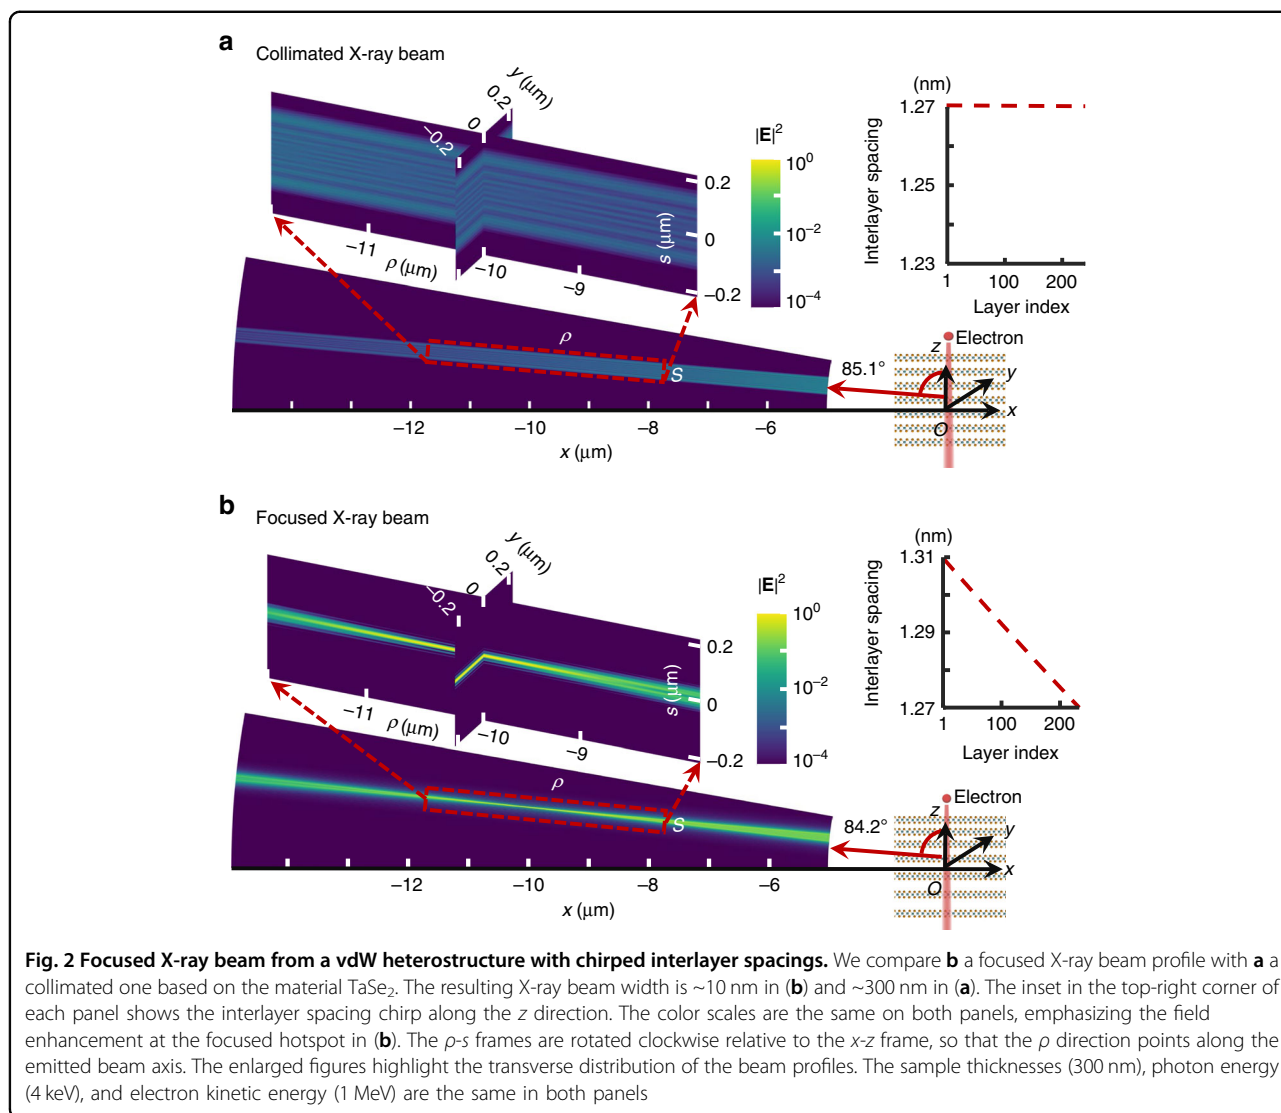 a
Collimated X-ray beam
y (μm)
0.2
0
−0.2
|E|²
10⁰
10⁻²
10⁻⁴
0.2
0
−0.2
s (μm)
−11
−10
−9
ρ (μm)
ρ
S
−12
−10
−8
−6
x (μm)
(nm)
1.27
1.25
1.23
Interlayer spacing
1
100
200
Layer index
Electron
85.1°
z
y
x
O
b
Focused X-ray beam
y (μm)
0.2
0
−0.2
|E|²
10⁰
10⁻²
10⁻⁴
0.2
0
−0.2
s (μm)
−11
−10
−9
ρ (μm)
ρ
S
−12
−10
−8
−6
x (μm)
(nm)
1.31
1.29
1.27
Interlayer spacing
1
100
200
Layer index
Electron
84.2°
z
y
x
O
Fig. 2 Focused X-ray beam from a vdW heterostructure with chirped interlayer spacings. We compare b a focused X-ray beam profile with a a
collimated one based on the material TaSe₂. The resulting X-ray beam width is ~10 nm in (b) and ~300 nm in (a). The inset in the top-right corner of
each panel shows the interlayer spacing chirp along the z direction. The color scales are the same on both panels, emphasizing the field
enhancement at the focused hotspot in (b). The ρ-s frames are rotated clockwise relative to the x-z frame, so that the ρ direction points along the
emitted beam axis. The enlarged figures highlight the transverse distribution of the beam profiles. The sample thicknesses (300 nm), photon energy
(4 keV), and electron kinetic energy (1 MeV) are the same in both panels